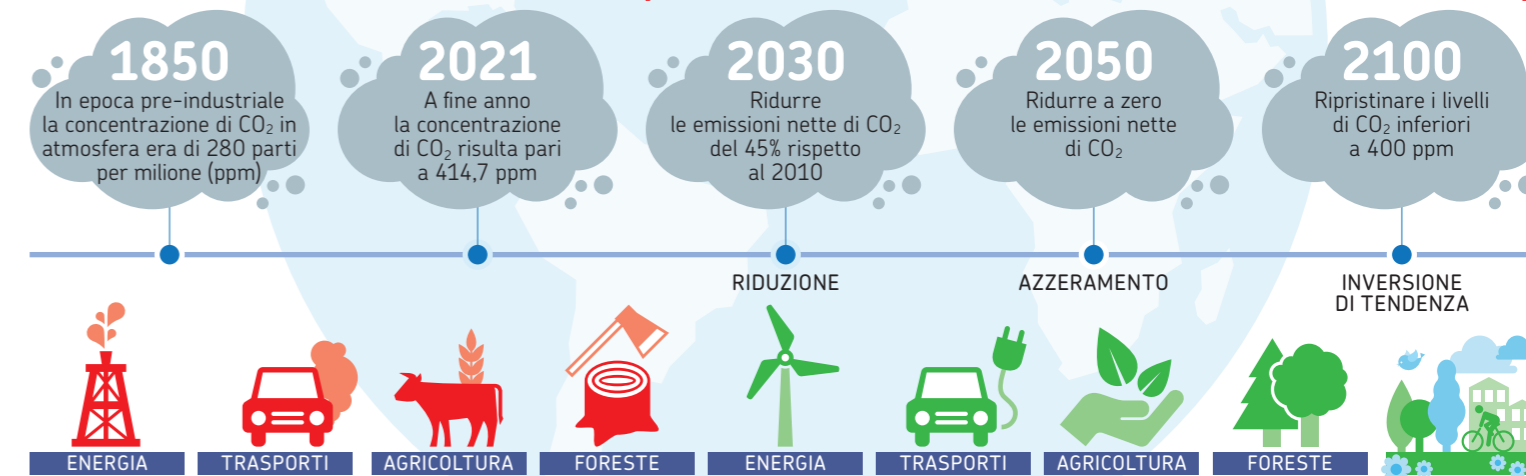 1850
In epoca pre-industriale
la concentrazione di CO₂ in
atmosfera era di 280 parti
per milione (ppm)
2021
A fine anno
la concentrazione
di CO₂ risulta pari
a 414,7 ppm
2030
Ridurre
le emissioni nette di CO₂
del 45% rispetto
al 2010
2050
Ridurre a zero
le emissioni nette
di CO₂
2100
Ripristinare i livelli
di CO₂ inferiori
a 400 ppm
RIDUZIONE
AZZERAMENTO
INVERSIONE
DI TENDENZA
ENERGIA
TRASPORTI
AGRICOLTURA
FORESTE
ENERGIA
TRASPORTI
AGRICOLTURA
FORESTE